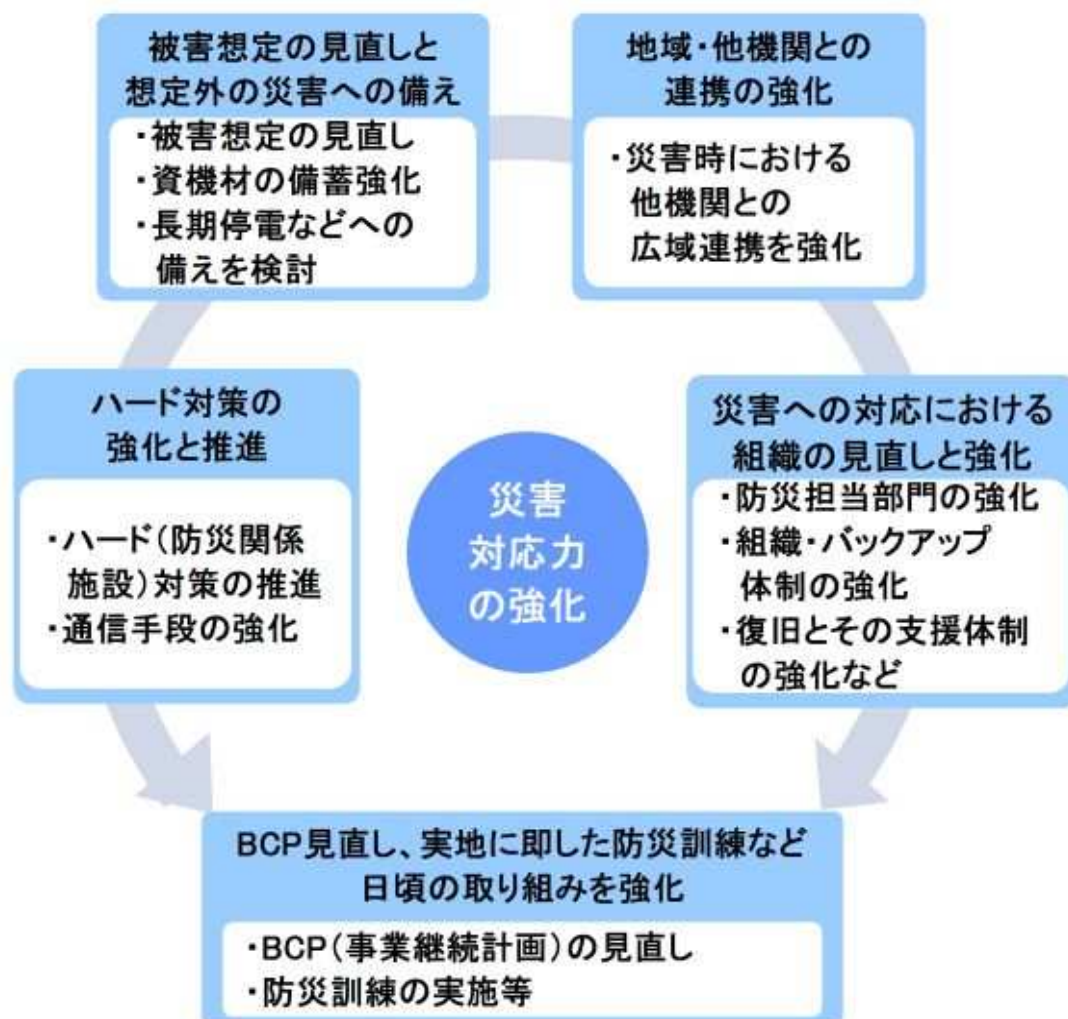 被害想定の見直しと
想定外の災害への備え
・被害想定の見直し
・資機材の備蓄強化
・長期停電などへの
備えを検討
地域・他機関との
連携の強化
・災害時における
他機関との
広域連携を強化
ハード対策の
強化と推進
・ハード（防災関係
施設）対策の推進
・通信手段の強化
災害
対応力
の強化
災害への対応における
組織の見直しと強化
・防災担当部門の強化
・組織・バックアップ
体制の強化
・復旧とその支援体制
の強化など
BCP見直し、実地に即した防災訓練など
日頃の取り組みを強化
・BCP（事業継続計画）の見直し
・防災訓練の実施等